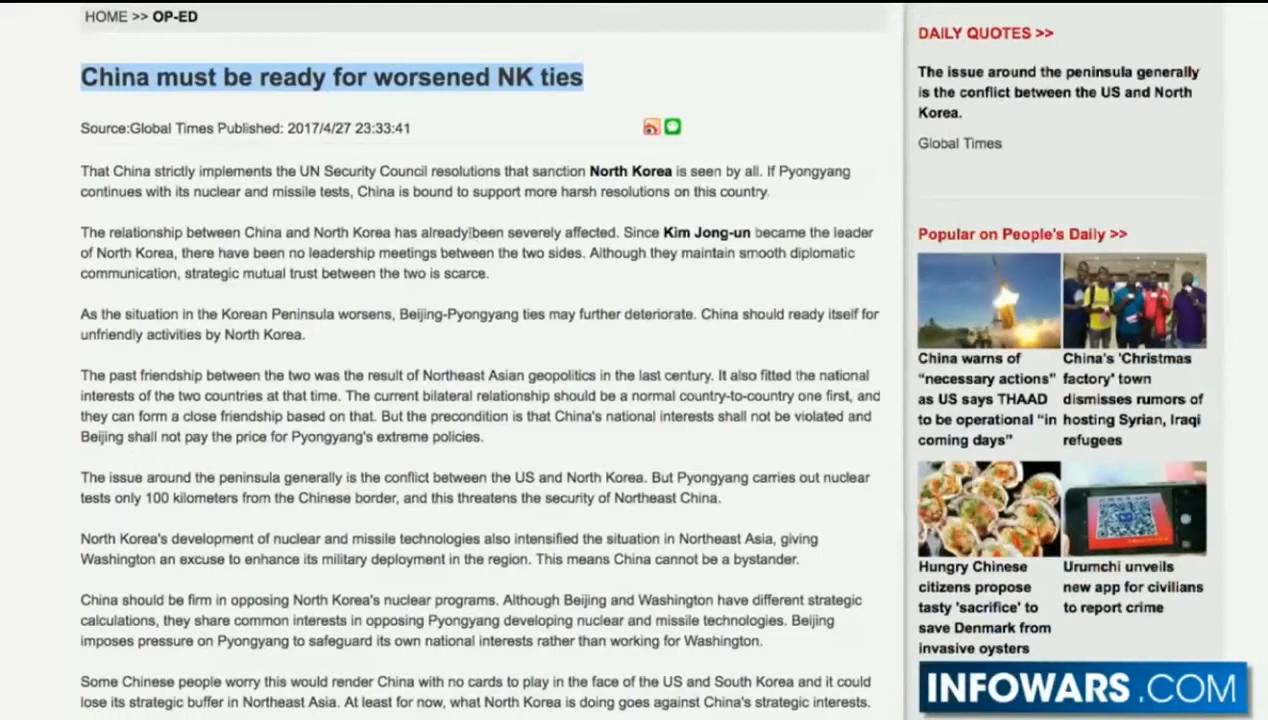 HOME >> OP-ED
China must be ready for worsened NK ties
Source:Global Times Published: 2017/4/27 23:33:41
That China strictly implements the UN Security Council resolutions that sanction North Korea is seen by all. If Pyongyang
continues with its nuclear and missile tests, China is bound to support more harsh resolutions on this country.
The relationship between China and North Korea has already been severely affected. Since Kim Jong-un became the leader
of North Korea, there have been no leadership meetings between the two sides. Although they maintain smooth diplomatic
communication, strategic mutual trust between the two is scarce.
As the situation in the Korean Peninsula worsens, Beijing-Pyongyang ties may further deteriorate. China should ready itself for
unfriendly activities by North Korea.
The past friendship between the two was the result of Northeast Asian geopolitics in the last century. It also fitted the national
interests of the two countries at that time. The current bilateral relationship should be a normal country-to-country one first, and
they can form a close friendship based on that. But the precondition is that China's national interests shall not be violated and
Beijing shall not pay the price for Pyongyang's extreme policies.
The issue around the peninsula generally is the conflict between the US and North Korea. But Pyongyang carries out nuclear
tests only 100 kilometers from the Chinese border, and this threatens the security of Northeast China.
North Korea's development of nuclear and missile technologies also intensified the situation in Northeast Asia, giving
Washington an excuse to enhance its military deployment in the region. This means China cannot be a bystander.
China should be firm in opposing North Korea's nuclear programs. Although Beijing and Washington have different strategic
calculations, they share common interests in opposing Pyongyang developing nuclear and missile technologies. Beijing
imposes pressure on Pyongyang to safeguard its own national interests rather than working for Washington.
Some Chinese people worry this would render China with no cards to play in the face of the US and South Korea and it could
lose its strategic buffer in Northeast Asia. At least for now, what North Korea is doing goes against China's strategic interests.
DAILY QUOTES >>
The issue around the peninsula generally
is the conflict between the US and North
Korea.
Global Times
Popular on People's Daily >>
China warns of
“necessary actions”
as US says THAAD
to be operational “in
coming days”
China's 'Christmas
factory' town
dismisses rumors of
hosting Syrian, Iraqi
refugees
Hungry Chinese
citizens propose
tasty 'sacrifice' to
save Denmark from
invasive oysters
Urumchi unveils
new app for civilians
to report crime
INFOWARS.COM